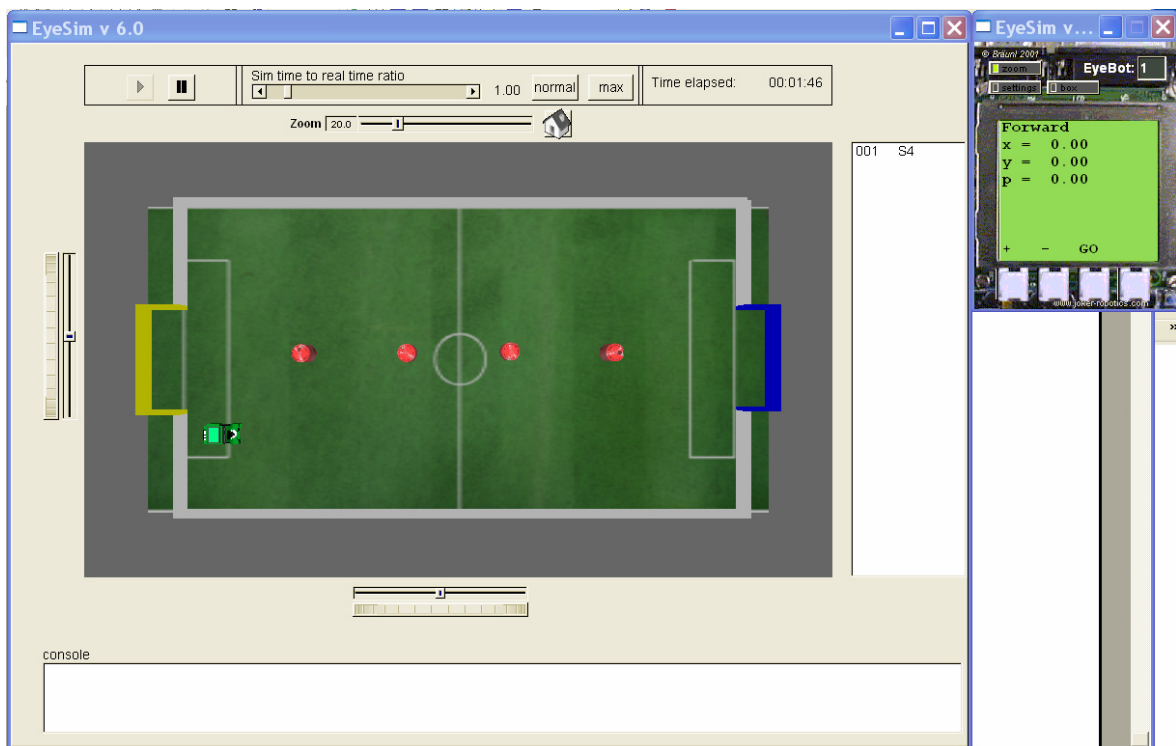 EyeSim v 6.0
Sim time to real time ratio
1.00
normal
max
Time elapsed: 00:01:46
Zoom 20.0
001 S4
console
EyeSim v...
© Bräunl 2001
zoom
EyeBot: 1
settings
box
Forward
x = 0.00
y = 0.00
p = 0.00
+ - GO
www.joker-robotics.com
»